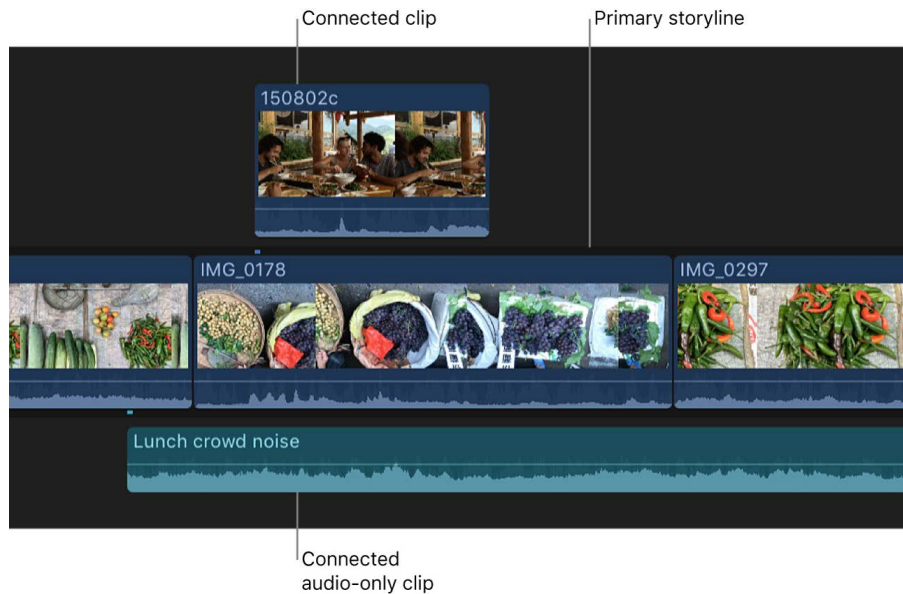 Connected clip
Primary storyline
150802c
IMG_0178
IMG_0297
Lunch crowd noise
Connected
audio-only clip